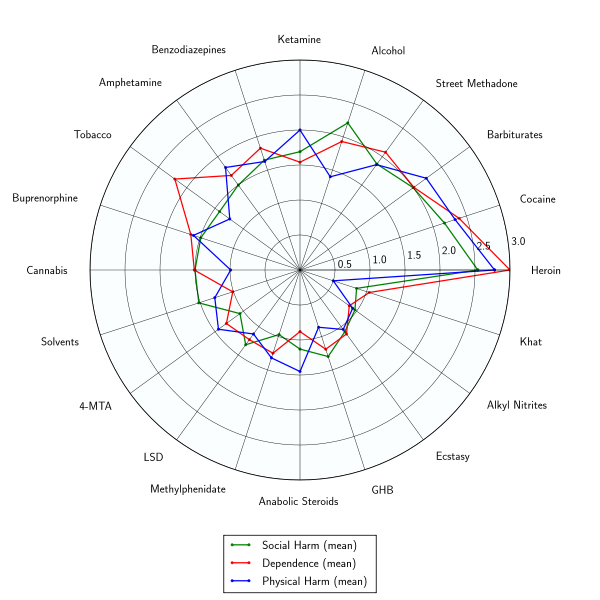 Ketamine
Benzodiazepines
Alcohol
Amphetamine
Street Methadone
Tobacco
Barbiturates
Buprenorphine
Cocaine
0.5
1.0
1.5
2.0
2.5
3.0
Cannabis
Heroin
Solvents
Khat
4-MTA
Alkyl Nitrites
LSD
Ecstasy
Methylphenidate
GHB
Anabolic Steroids
Social Harm (mean)
Dependence (mean)
Physical Harm (mean)